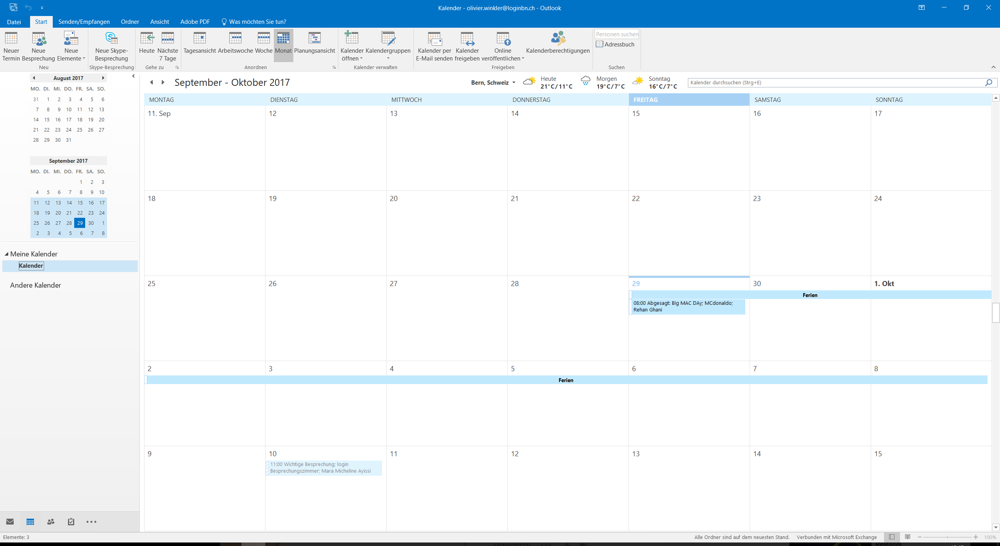 Kalender - olivier.winkler@loginbn.ch - Outlook
Datei Start Senden/Empfangen Ordner Ansicht Adobe PDF Was möchten Sie tun?
Neuer Termin
Neue Besprechung
Neue Elemente
Neu
Neue Skype-Besprechung
Skype-Besprechung
Heute
Nächste 7 Tage
Gehe zu
Tagesansicht Arbeitswoche Woche Monat Planungsansicht
Anordnen
Kalender öffnen
Kalendergruppen
Kalender verwalten
Kalender per E-Mail senden
Kalender freigeben
Online veröffentlichen
Kalenderberechtigungen
Freigeben
Personen suchen
Adressbuch
Suchen
August 2017
MO. DI. MI. DO. FR. SA. SO.
31 1 2 3 4 5 6
7 8 9 10 11 12 13
14 15 16 17 18 19 20
21 22 23 24 25 26 27
28 29 30 31
September 2017
MO. DI. MI. DO. FR. SA. SO.
1 2 3
4 5 6 7 8 9 10
11 12 13 14 15 16 17
18 19 20 21 22 23 24
25 26 27 28 29 30 1
2 3 4 5 6 7 8
Meine Kalender
Kalender
Andere Kalender
September - Oktober 2017
Bern, Schweiz
Heute
21°C/11°C
Morgen
19°C/7°C
Sonntag
16°C/7°C
Kalender durchsuchen (Strg+E)
MONTAG DIENSTAG MITTWOCH DONNERSTAG FREITAG SAMSTAG SONNTAG
11. Sep 12 13 14 15 16 17
18 19 20 21 22 23 24
25 26 27 28 29 30 1. Okt
Ferien
08:00 Abgesagt: BIg MAC DAy; MCdonaldo;
Rehan Ghani
2 3 4 5 6 7 8
Ferien
9 10 11 12 13 14 15
11:00 Wichtige Besprechung; login
Besprechungszimmer; Mara Micheline Ayissi
Elemente: 3
Alle Ordner sind auf dem neuesten Stand. Verbunden mit Microsoft Exchange 100%